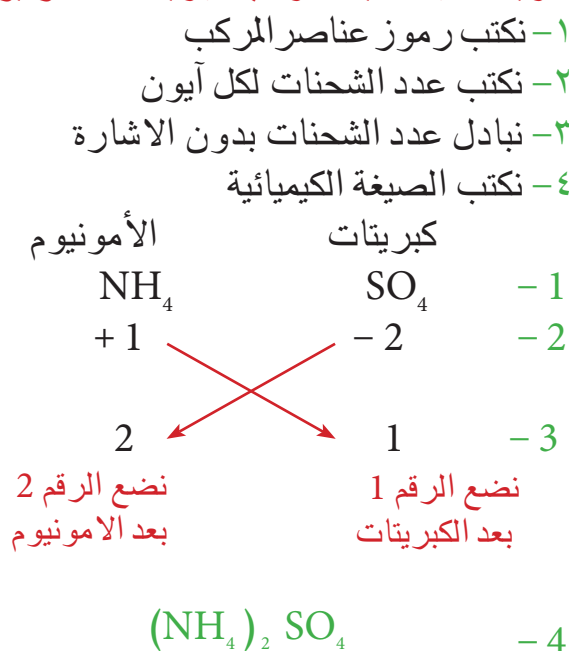 ١– نكتب رموز عناصر المركب
٢– نكتب عدد الشحنات لكل آيون
٣– نبادل عدد الشحنات بدون الاشارة
٤– نكتب الصيغة الكيميائية
كبريتات الأمونيوم
NH₄ SO₄ – 1
+ 1 – 2 – 2
2 1 – 3
نضع الرقم 1 نضع الرقم 2
بعد الكبريتات بعد الامونيوم
(NH₄)₂ SO₄ – 4